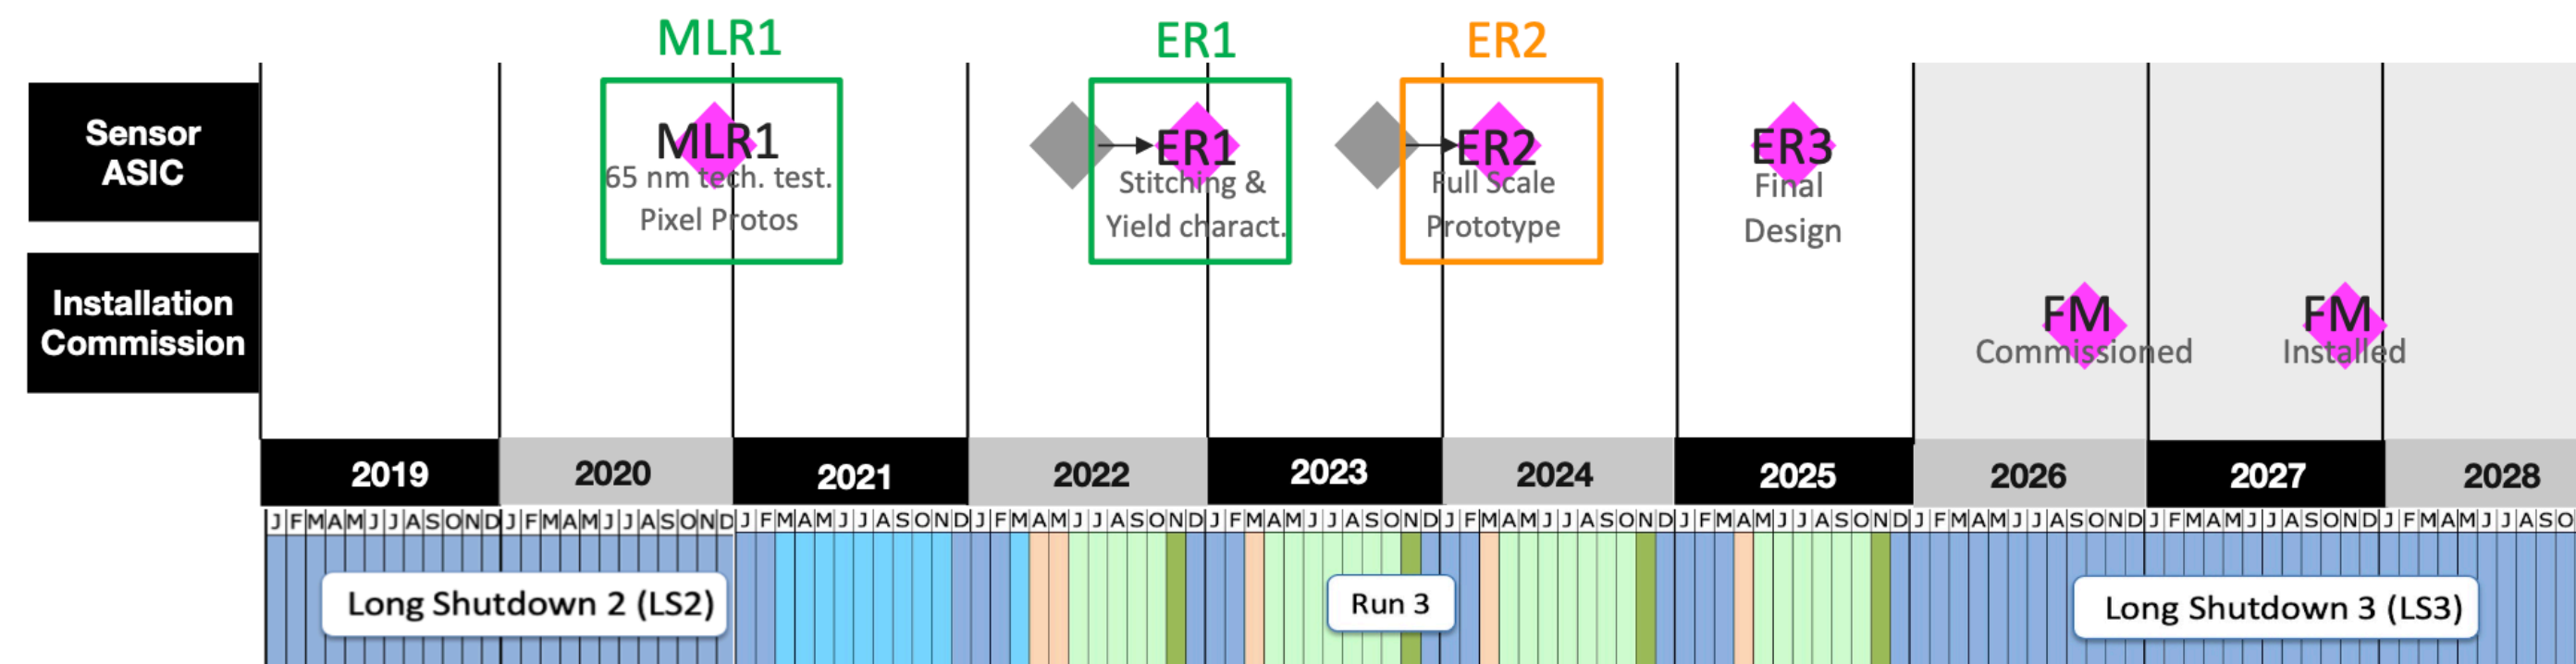 MLR1 ER1 ER2
Sensor
ASIC
MLR1
65 nm tech. test.
Pixel Protos
ER1
Stitching &
Yield charact.
ER2
Full Scale
Prototype
ER3
Final
Design
Installation
Commission
FM
Commissioned
FM
Installed
2019 2020 2021 2022 2023 2024 2025 2026 2027 2028
J F M A M J J A S O N D J F M A M J J A S O N D J F M A M J J A S O N D J F M A M J J A S O N D J F M A M J J A S O N D J F M A M J J A S O N D J F M A M J J A S O N D J F M A M J J A S O N D J F M A M J J A S O N D J F M A M J J A S O
Long Shutdown 2 (LS2) Run 3 Long Shutdown 3 (LS3)